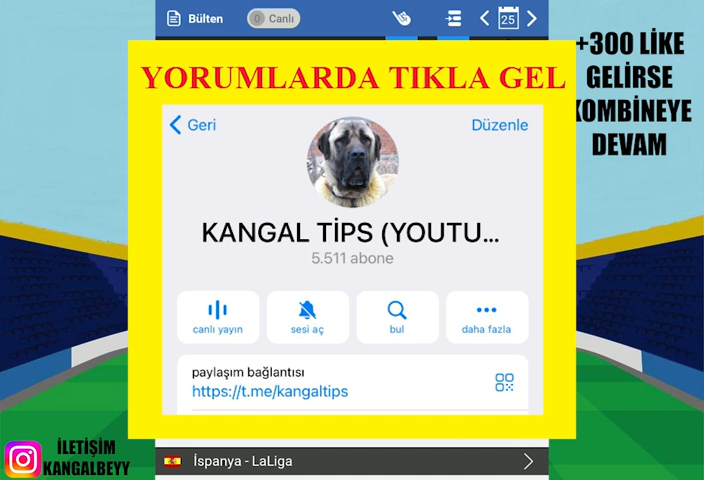 Bülten
0 Canlı
25
+300 LİKE
GELİRSE
KOMBİNEYE
DEVAM
YORUMLARDA TIKLA GEL
Geri
Düzenle
KANGAL TİPS (YOUTU...
5.511 abone
canlı yayın
sesi aç
bul
daha fazla
paylaşım bağlantısı
https://t.me/kangaltips
İLETİŞİM
KANGALBEYY
İspanya - LaLiga